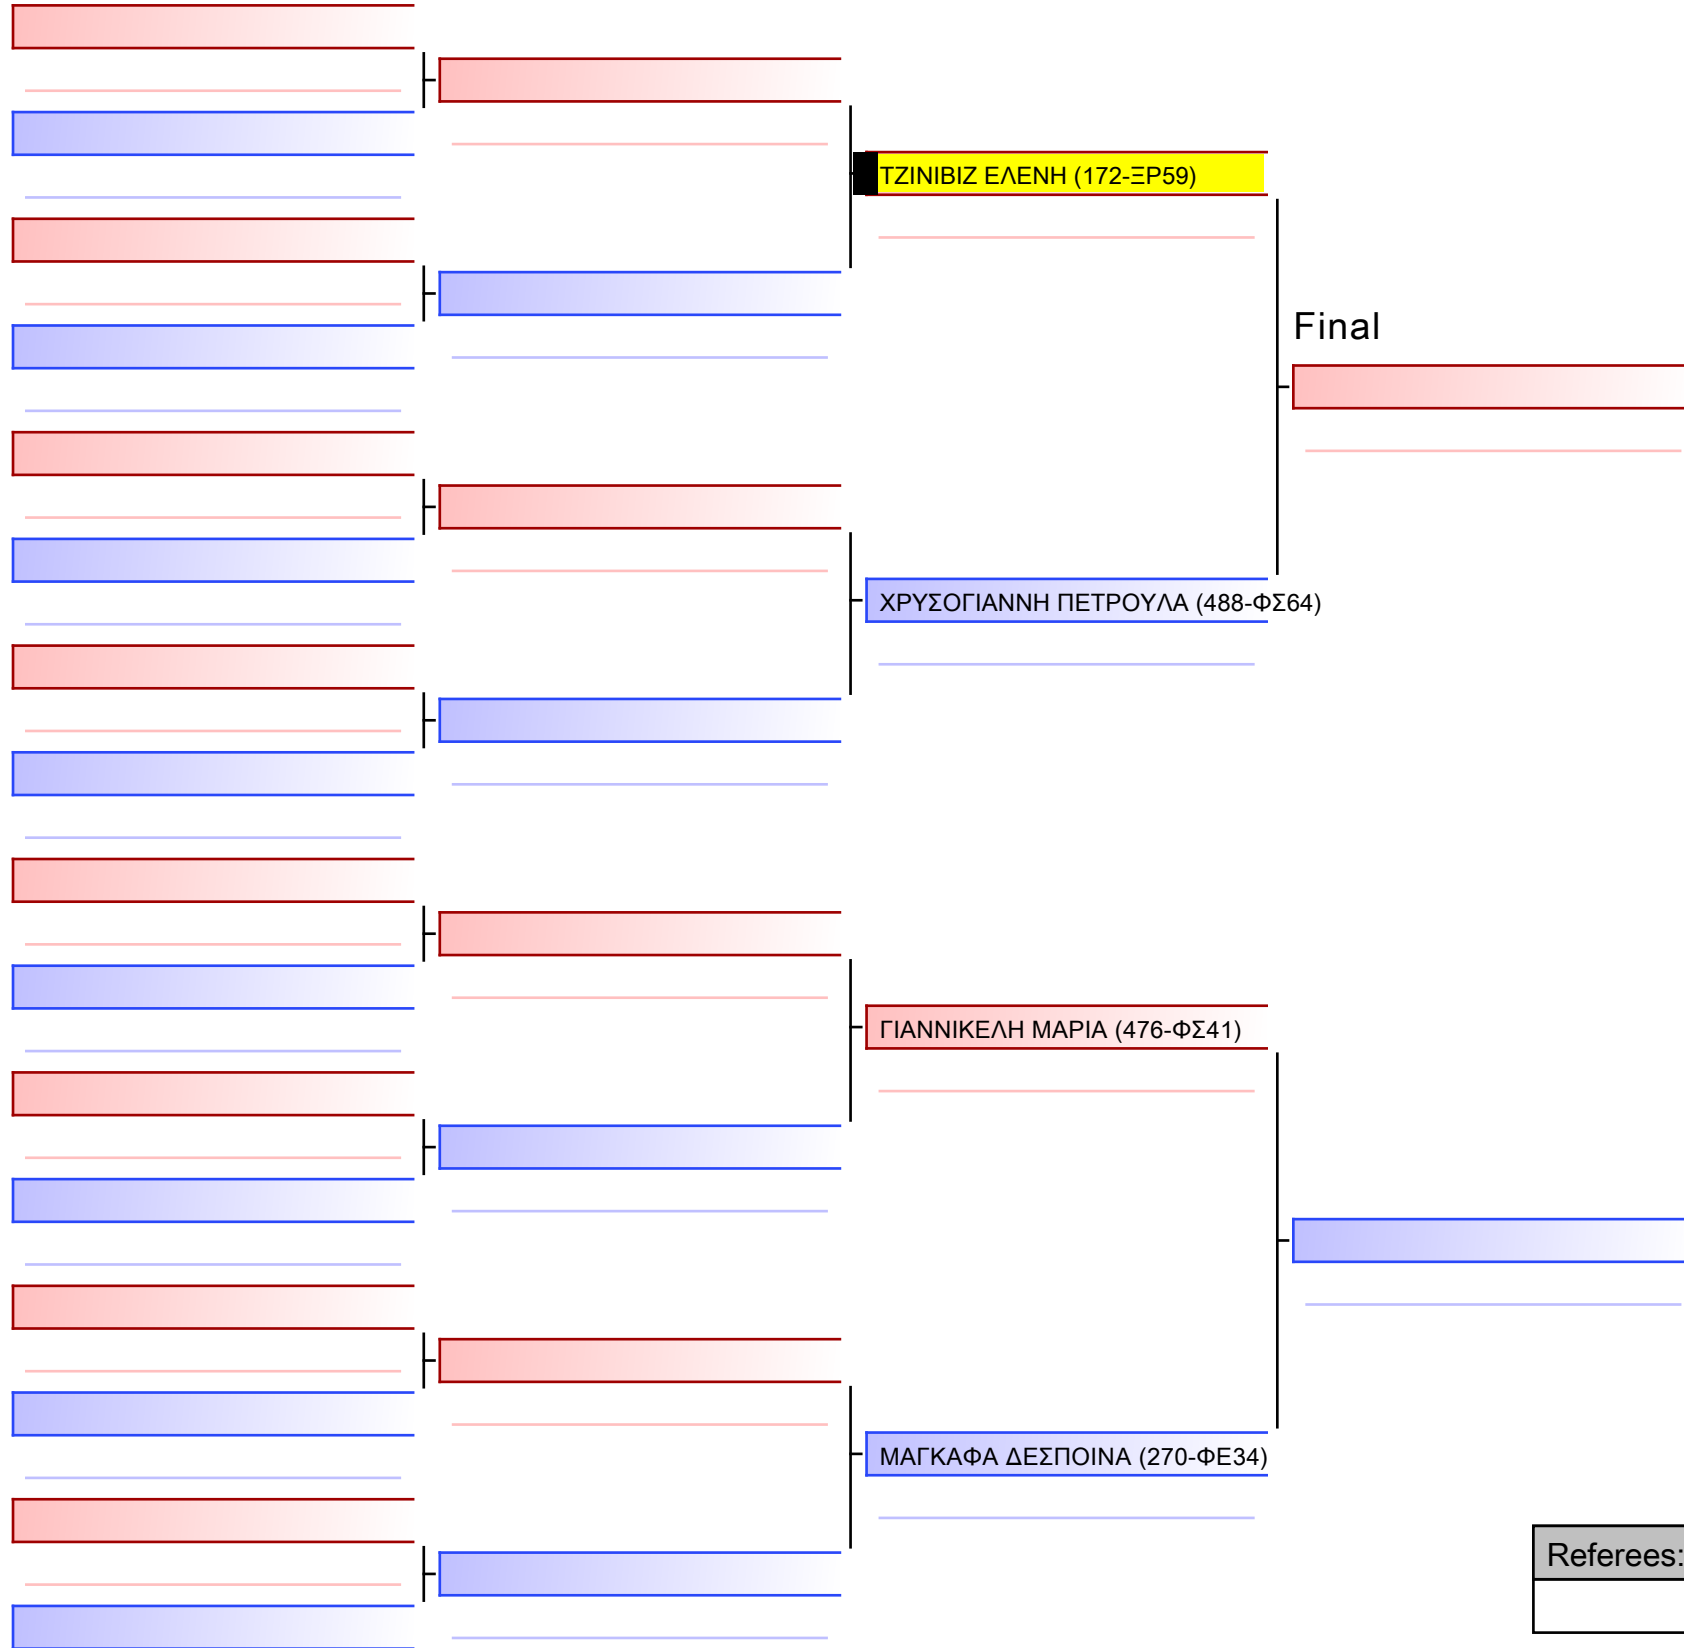 ΤΖΙΝΙΒΙΖ ΕΛΕΝΗ (172-ΞΡ59)
Final
ΧΡΥΣΟΓΙΑΝΝΗ ΠΕΤΡΟΥΛΑ (488-ΦΣ64)
ΓΙΑΝΝΙΚΕΛΗ ΜΑΡΙΑ (476-ΦΣ41)
ΜΑΓΚΑΦΑ ΔΕΣΠΟΙΝΑ (270-ΦΕ34)
Referees: